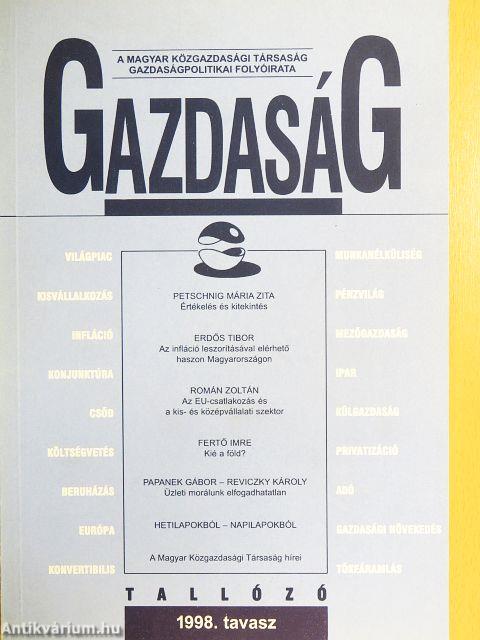 A MAGYAR KÖZGAZDASÁGI TÁRSASÁG
GAZDASÁGPOLITIKAI FOLYÓIRATA
GAZDASÁG
VILÁGPIAC
KISVÁLLALKOZÁS
INFLÁCIÓ
KONJUNKTÚRA
CSŐD
KÖLTSÉGVETÉS
BERUHÁZÁS
EURÓPA
KONVERTIBILIS
PETSCHNIG MÁRIA ZITA
Értékelés és kitekintés
ERDŐS TIBOR
Az infláció leszorításával elérhető
haszon Magyarországon
ROMÁN ZOLTÁN
Az EU-csatlakozás és
a kis- és középvállalati szektor
FERTŐ IMRE
Kié a föld?
PAPANEK GÁBOR – REVICZKY KÁROLY
Üzleti morálunk elfogadhatatlan
HETILAPOKBÓL – NAPILAPOKBÓL
A Magyar Közgazdasági Társaság hírei
MUNKANÉLKÜLISÉG
PÉNZVILÁG
MEZŐGAZDASÁG
IPAR
KÜLGAZDASÁG
PRIVATIZÁCIÓ
ADÓ
GAZDASÁGI NÖVEKEDÉS
TŐKEÁRAMLÁS
TALLÓZÓ
1998. tavasz
Antikvárium.hu